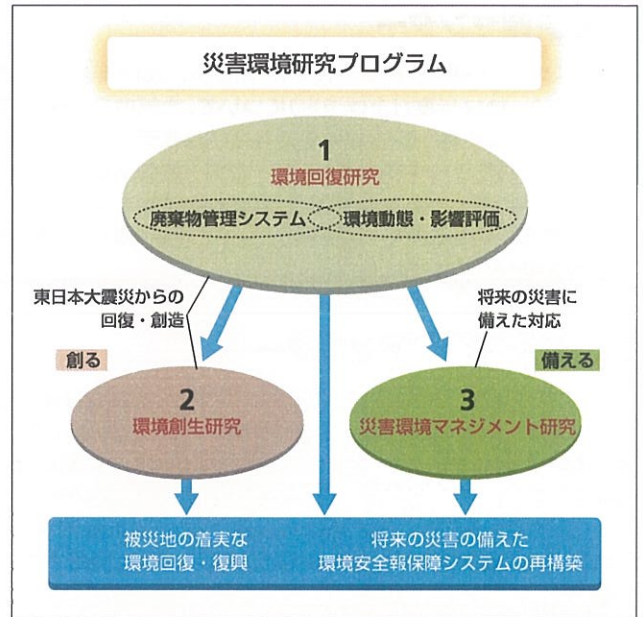 災害環境研究プログラム
1
環境回復研究
廃棄物管理システム 環境動態・影響評価
東日本大震災からの
回復・創造
将来の災害に
備えた対応
創る
備える
2
環境創生研究
3
災害環境マネジメント研究
被災地の着実な
環境回復・復興
将来の災害の備えた
環境安全報保障システムの再構築